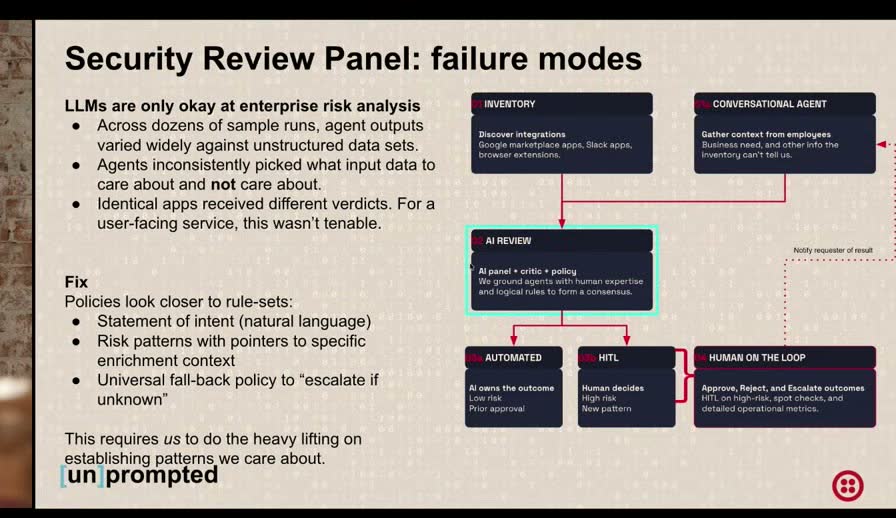 Security Review Panel: failure modes
LLMs are only okay at enterprise risk analysis
● Across dozens of sample runs, agent outputs
varied widely against unstructured data sets.
● Agents inconsistently picked what input data to
care about and not care about.
● Identical apps received different verdicts. For a
user-facing service, this wasn't tenable.
Fix
Policies look closer to rule-sets:
● Statement of intent (natural language)
● Risk patterns with pointers to specific
enrichment context
● Universal fall-back policy to “escalate if
unknown”
This requires us to do the heavy lifting on
establishing patterns we care about.
[un]prompted
01 INVENTORY
Discover integrations
Google marketplace apps, Slack apps,
browser extensions.
CONVERSATIONAL AGENT
Gather context from employees
Business need, and other info the
inventory can't tell us.
Notify requester of result
02 AI REVIEW
AI panel + critic + policy
We ground agents with human expertise
and logical rules to form a consensus.
03a AUTOMATED
AI owns the outcome
Low risk
Prior approval
03b HITL
Human decides
High risk
New pattern
04 HUMAN ON THE LOOP
Approve, Reject, and Escalate outcomes
HITL on high-risk, spot checks, and
detailed operational metrics.